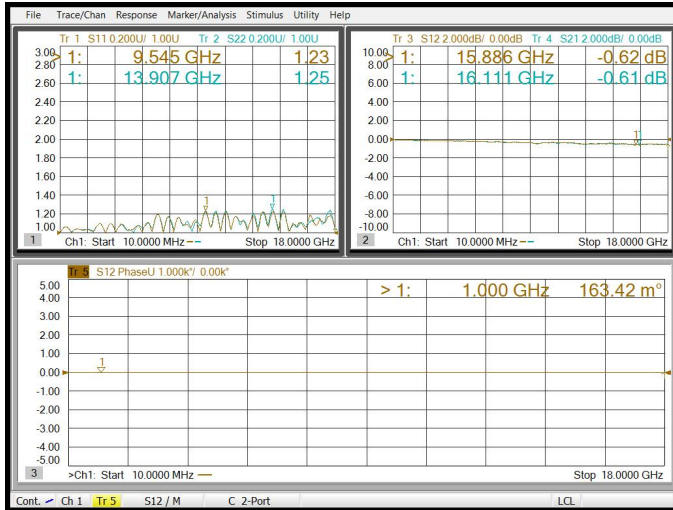 File Trace/Chan Response Marker/Analysis Stimulus Utility Help
Tr 1 S11 0.200U/ 1.00U Tr 2 S22 0.200U/ 1.00U
3.00
> 1: 9.545 GHz 1.23
2.80
1: 13.907 GHz 1.25
2.60
2.40
2.20
2.00
1.80
1.60
1.40
1.20
1.00
1 1
1 Ch1: Start 10.0000 MHz Stop 18.0000 GHz
Tr 3 S12 2.000dB/ 0.00dB Tr 4 S21 2.000dB/ 0.00dB
10.00
> 1: 15.886 GHz -0.62 dB
8.00
1: 16.111 GHz -0.61 dB
6.00
4.00
2.00
0.00
-2.00
-4.00
-6.00
-8.00
-10.00
1
2 Ch1: Start 10.0000 MHz Stop 18.0000 GHz
Tr 5 S12 PhaseU 1.000k°/ 0.00k°
5.00
> 1: 1.000 GHz 163.42 m°
4.00
3.00
2.00
1.00
1
0.00
-1.00
-2.00
-3.00
-4.00
-5.00
3 >Ch1: Start 10.0000 MHz Stop 18.0000 GHz
Cont. Ch 1 Tr 5 S12 / M C 2-Port LCL